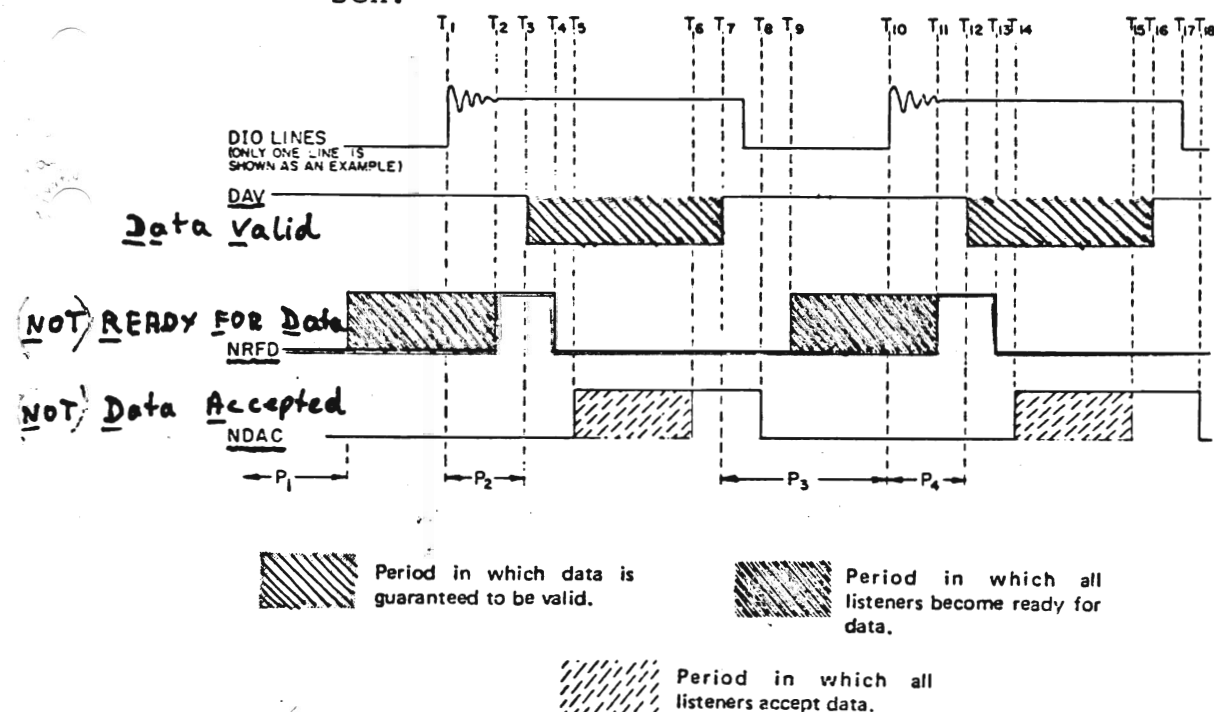 T1 T2 T3 T4 T5 T6 T7 T8 T9 T10 T11 T12 T13 T14 T15 T16 T17 T18
DIO LINES
(ONLY ONE LINE IS
SHOWN AS AN EXAMPLE)
DAV
Data Valid
(NOT) READY FOR Data
NRFD
(NOT) Data Accepted
NDAC
P1 P2 P3 P4
Period in which data is
guaranteed to be valid.
Period in which all
listeners become ready for
data.
Period in which all
listeners accept data.